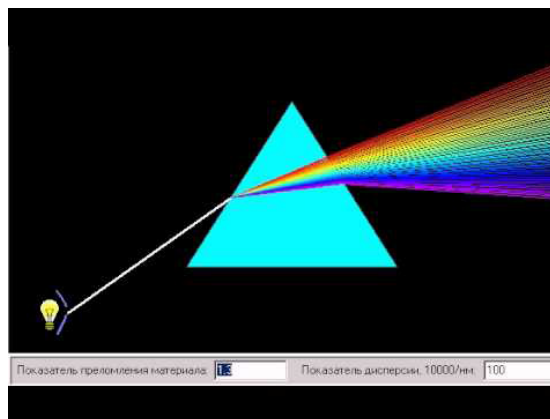 Показатель преломления материала: 1.3 Показатель дисперсии, 10000/нм: 100